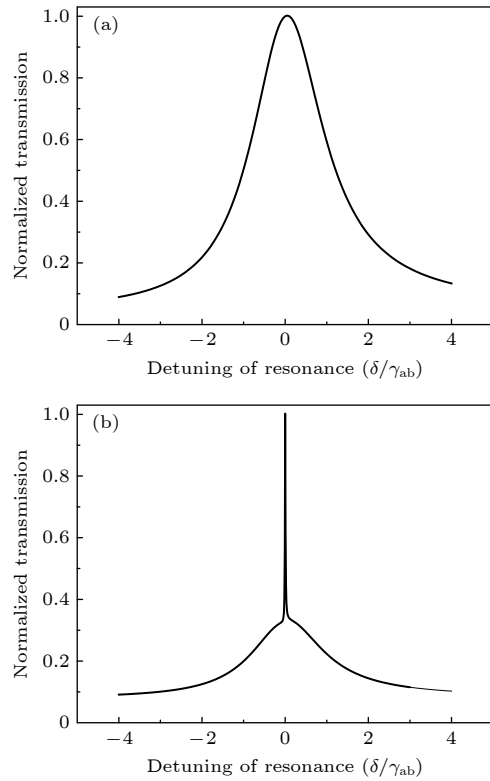 (a)
Normalized transmission
1.0
0.8
0.6
0.4
0.2
0
−4 −2 0 2 4
Detuning of resonance (δ/γab)
(b)
Normalized transmission
1.0
0.8
0.6
0.4
0.2
0
−4 −2 0 2 4
Detuning of resonance (δ/γab)